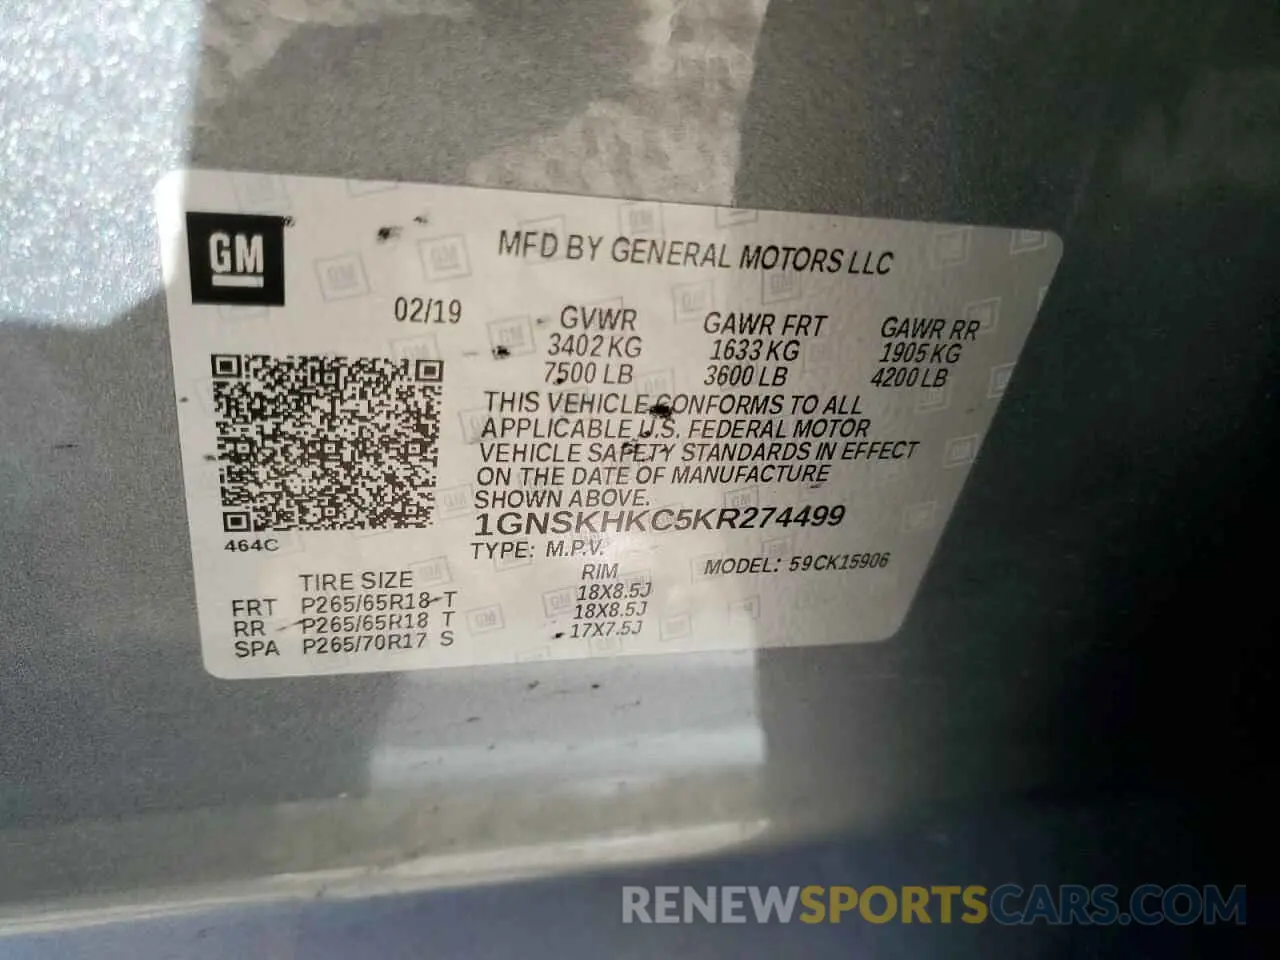 GM
MFD BY GENERAL MOTORS LLC
02/19
GVWR GAWR FRT GAWR RR
3402 KG 1633 KG 1905 KG
7500 LB 3600 LB 4200 LB
THIS VEHICLE CONFORMS TO ALL
APPLICABLE U.S. FEDERAL MOTOR
VEHICLE SAFETY STANDARDS IN EFFECT
ON THE DATE OF MANUFACTURE
SHOWN ABOVE.
1GNSKHKC5KR274499
464C
TYPE: M.P.V. MODEL: 59CK15906
TIRE SIZE RIM
FRT P265/65R18 T 18X8.5J
RR P265/65R18 T 18X8.5J
SPA P265/70R17 S 17X7.5J
RENEWSPORTSCARS.COM